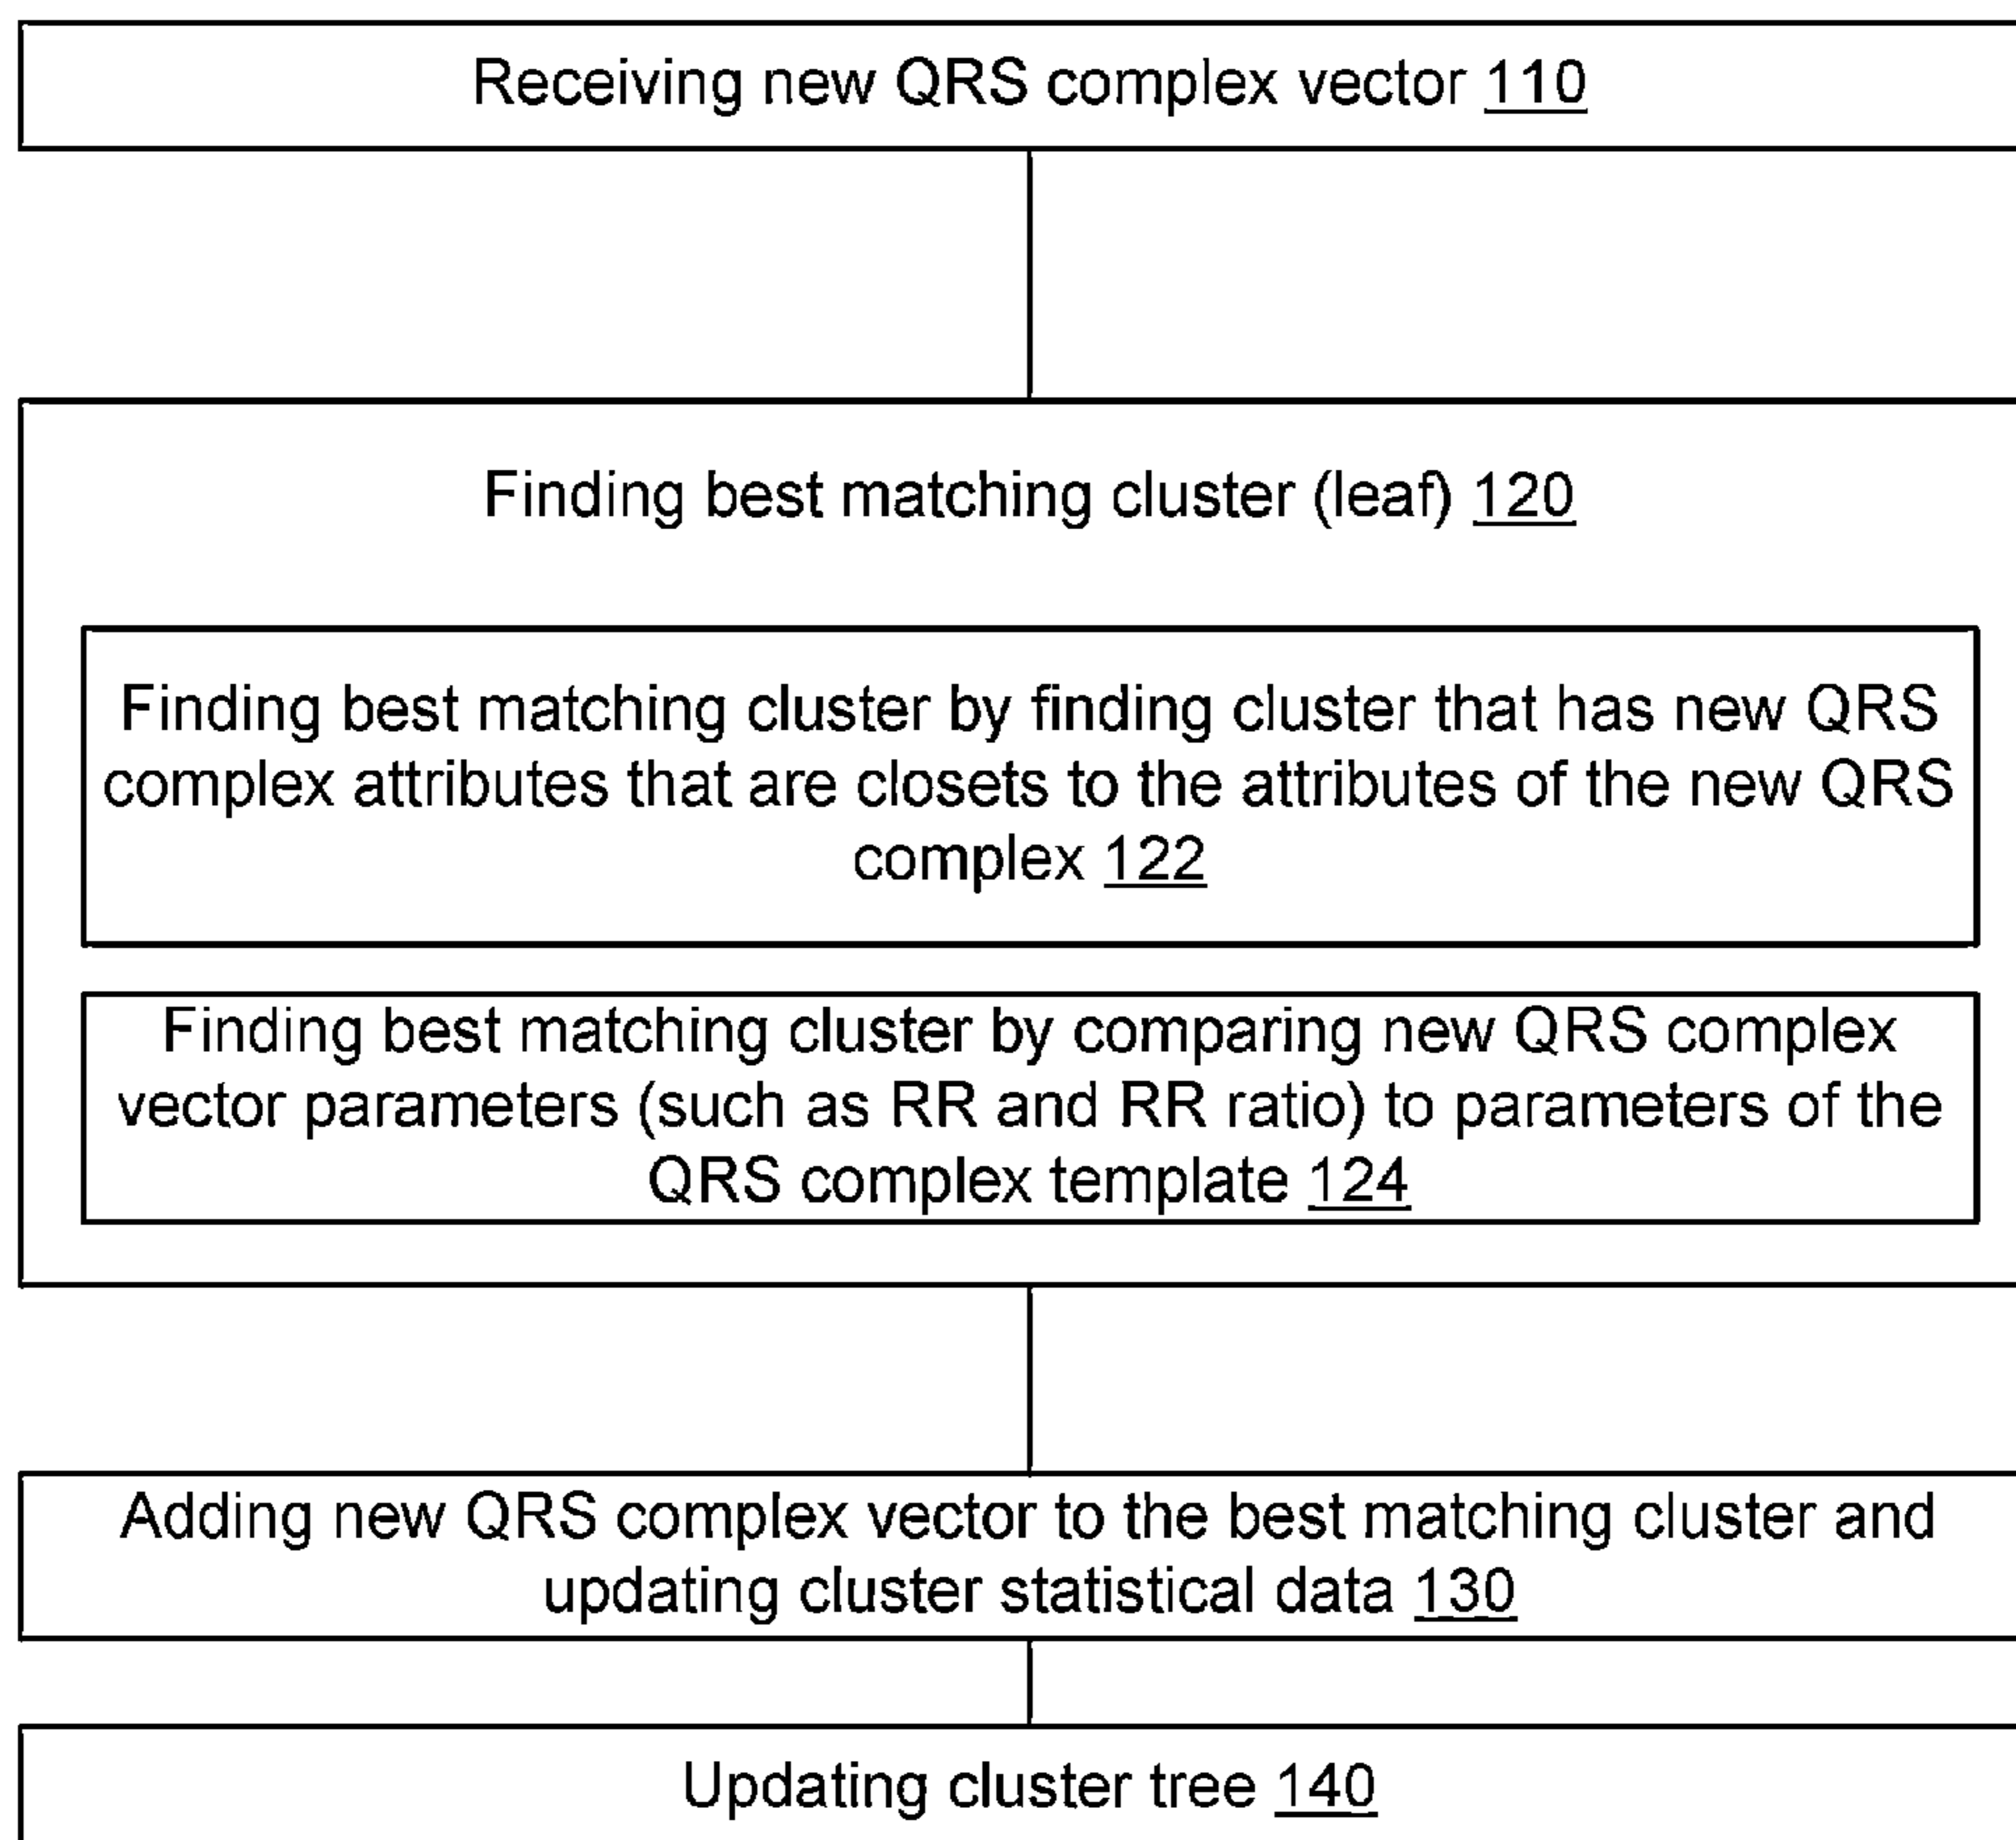 Receiving new QRS complex vector 110
Finding best matching cluster (leaf) 120
Finding best matching cluster by finding cluster that has new QRS
complex attributes that are closets to the attributes of the new QRS
complex 122
Finding best matching cluster by comparing new QRS complex
vector parameters (such as RR and RR ratio) to parameters of the
QRS complex template 124
Adding new QRS complex vector to the best matching cluster and
updating cluster statistical data 130
Updating cluster tree 140